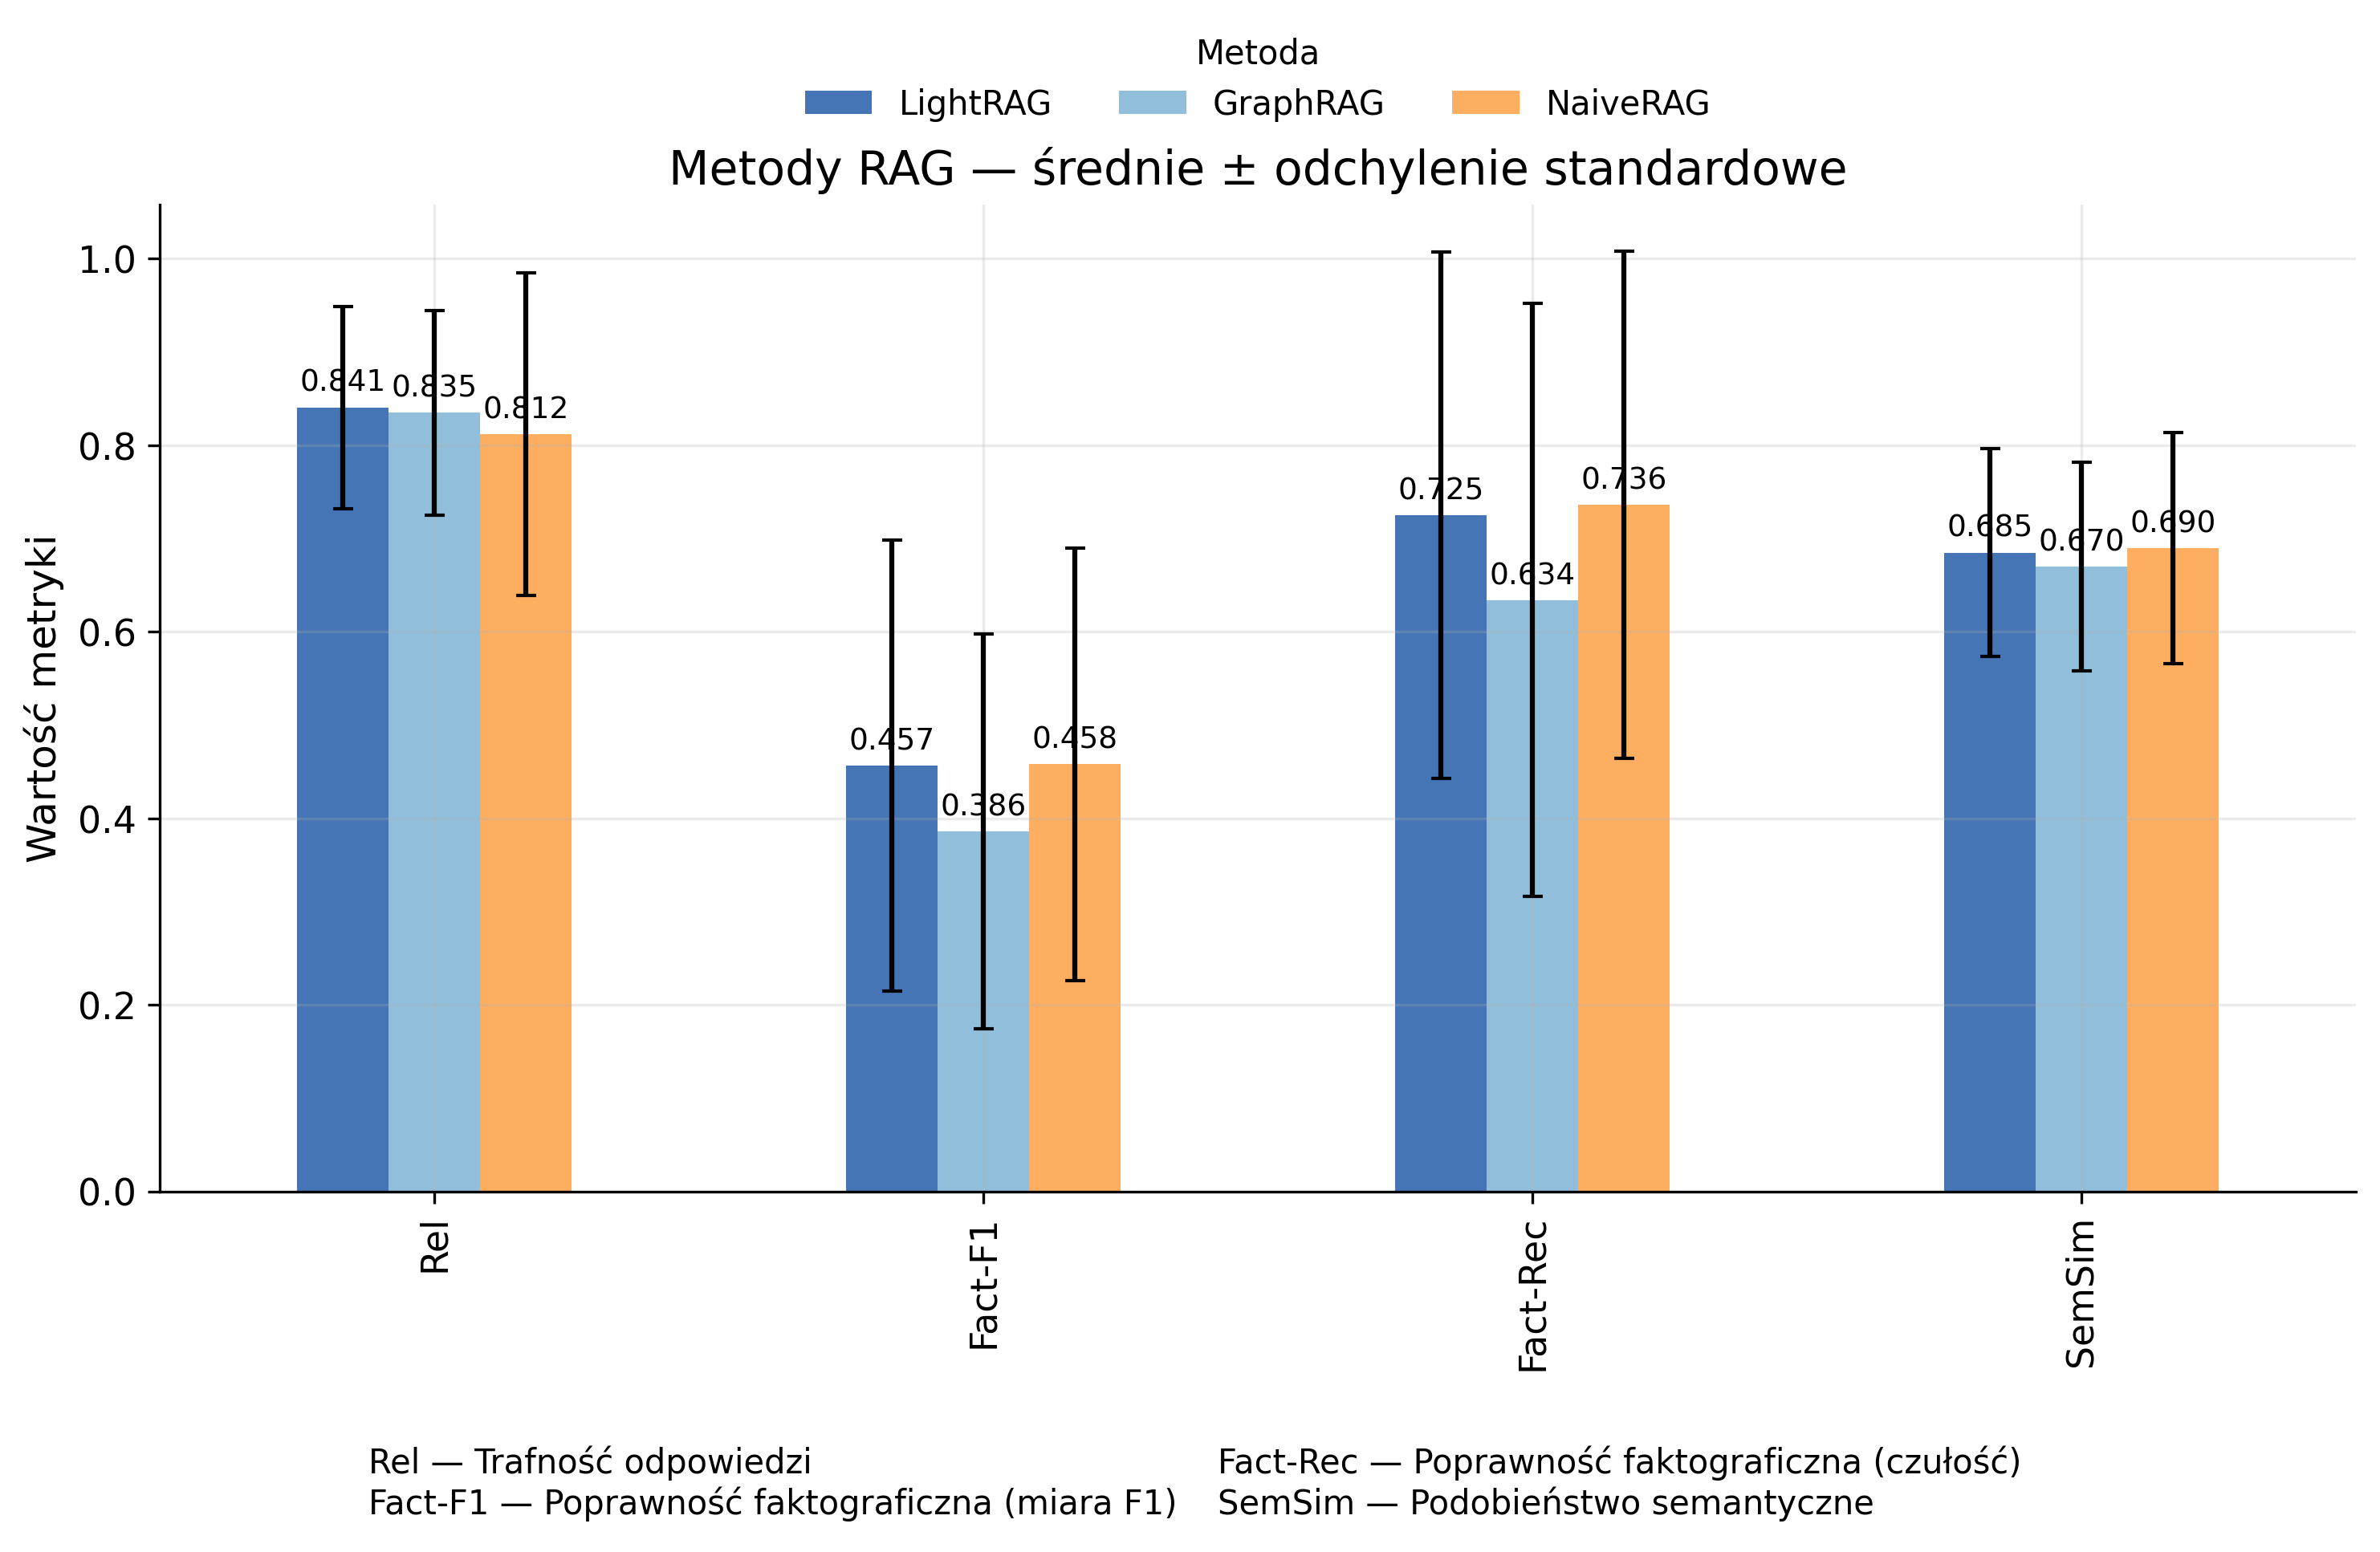 Metoda
LightRAG GraphRAG NaiveRAG
Metody RAG — średnie ± odchylenie standardowe
Wartość metryki
1.0
0.8
0.6
0.4
0.2
0.0
0.841 0.835 0.812
0.457 0.386 0.458
0.725 0.634 0.736
0.685 0.670 0.690
Rel
Fact-F1
Fact-Rec
SemSim
Rel — Trafność odpowiedzi
Fact-F1 — Poprawność faktograficzna (miara F1)
Fact-Rec — Poprawność faktograficzna (czułość)
SemSim — Podobieństwo semantyczne